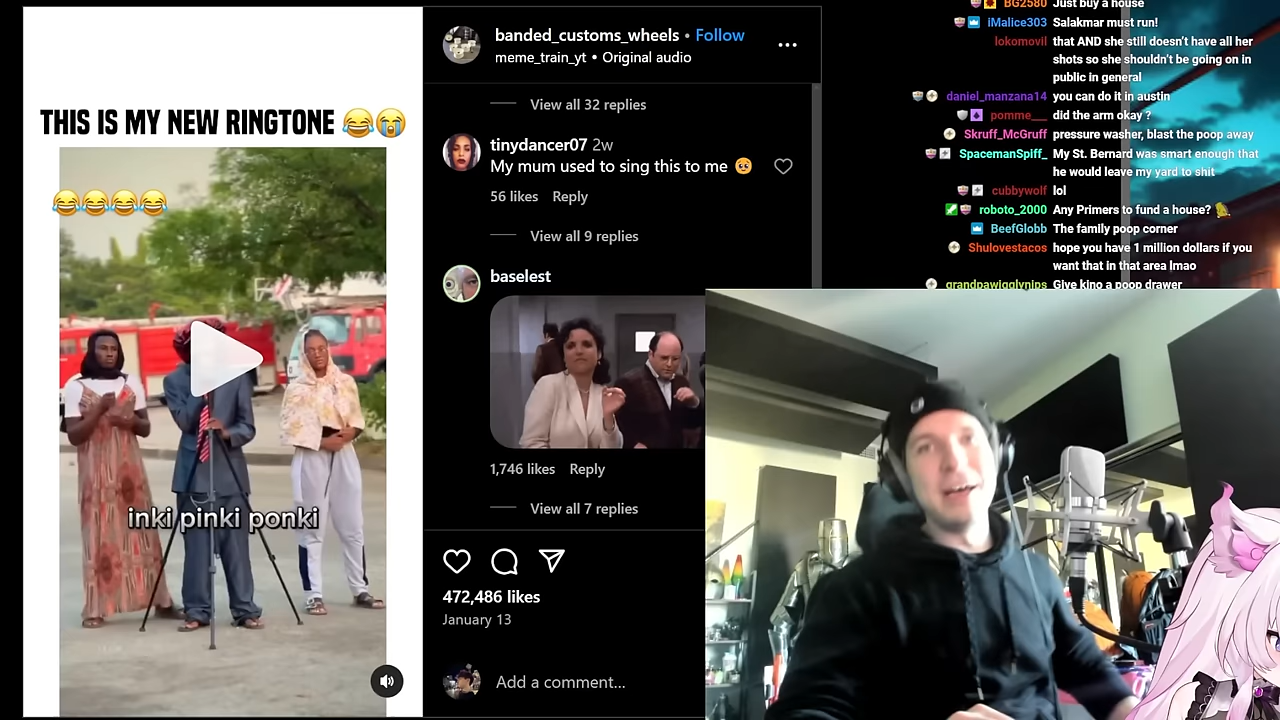 THIS IS MY NEW RINGTONE 😂😭
😂😂😂😂
inki pinki ponki
banded_customs_wheels • Follow
meme_train_yt • Original audio
View all 32 replies
tinydancer07 2w
My mum used to sing this to me 🥺
56 likes Reply
View all 9 replies
baselest
1,746 likes Reply
View all 7 replies
472,486 likes
January 13
Add a comment...
BG2580 Just buy a house
iMalice303 Salakmar must run!
lokomovil that AND she still doesn’t have all her
shots so she shouldn’t be going on in
public in general
daniel_manzana14 you can do it in austin
pomme___ did the arm okay ?
Skruff_McGruff pressure washer, blast the poop away
SpacemanSpiff_ My St. Bernard was smart enough that
he would leave my yard to shit
cubbywolf lol
roboto_2000 Any Primers to fund a house?
BeefGlobb The family poop corner
Shulovestacos hope you have 1 million dollars if you
want that in that area lmao
grandpawigglynips Give kino a poop drawer